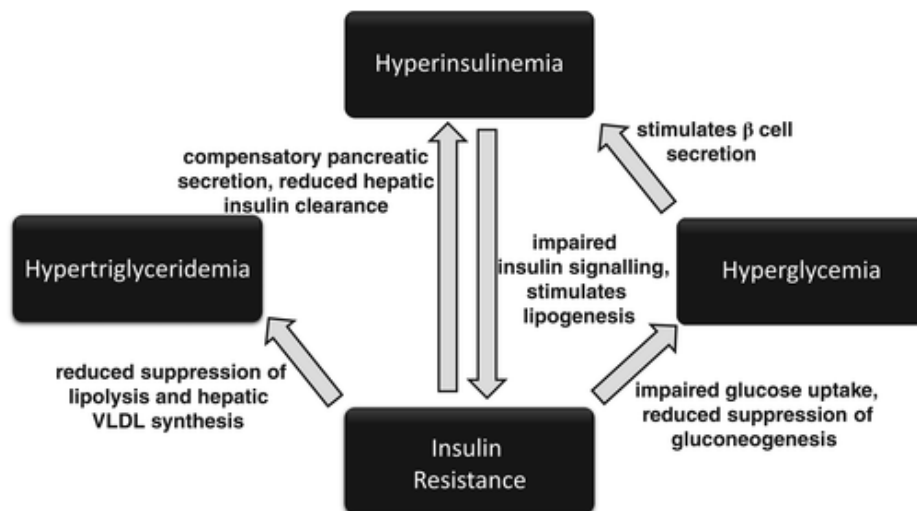 Hyperinsulinemia
stimulates β cell
secretion
compensatory pancreatic
secretion, reduced hepatic
insulin clearance
Hypertriglyceridemia
impaired
insulin signalling,
stimulates
lipogenesis
Hyperglycemia
reduced suppression of
lipolysis and hepatic
VLDL synthesis
impaired glucose uptake,
reduced suppression of
gluconeogenesis
Insulin
Resistance